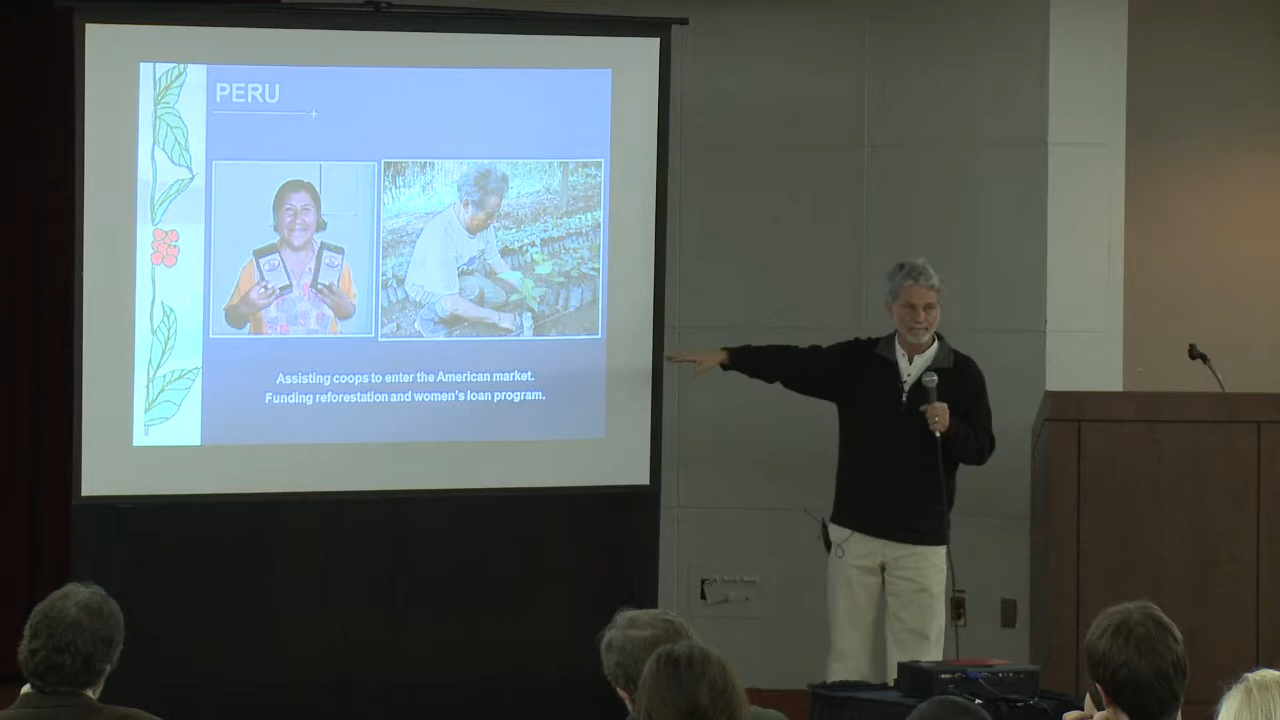 PERU
Assisting coops to enter the American market.
Funding reforestation and women's loan program.